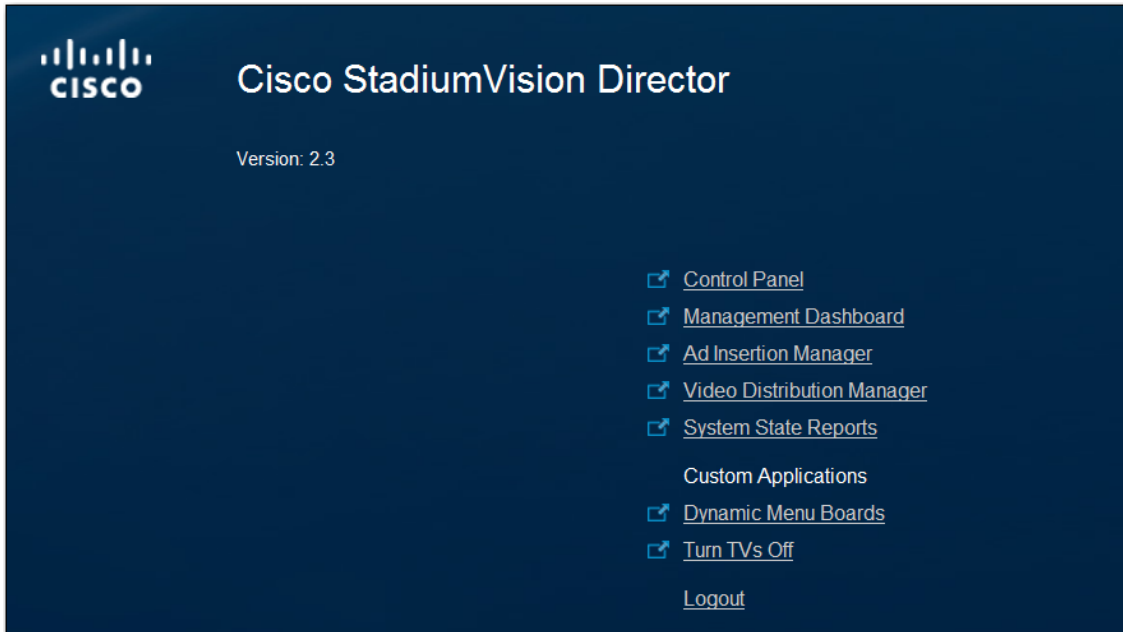 CISCO
Cisco StadiumVision Director
Version: 2.3
Control Panel
Management Dashboard
Ad Insertion Manager
Video Distribution Manager
System State Reports
Custom Applications
Dynamic Menu Boards
Turn TVs Off
Logout